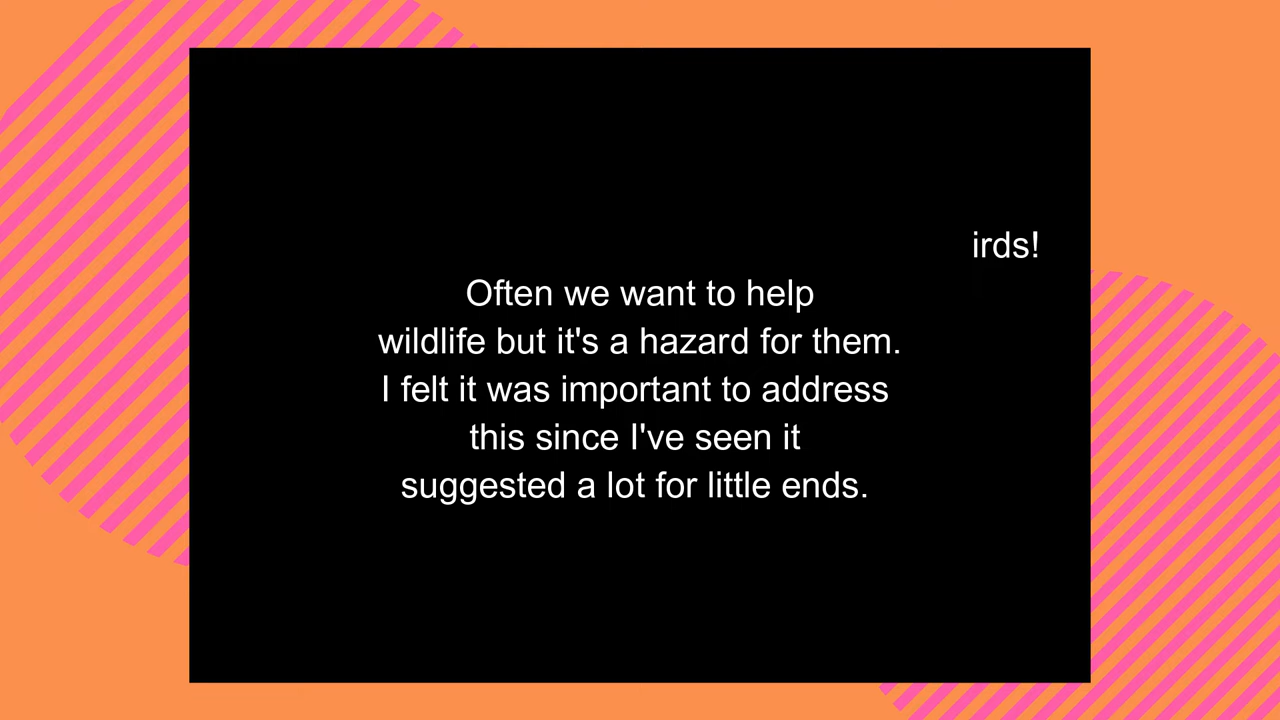 irds!
Often we want to help
wildlife but it's a hazard for them.
I felt it was important to address
this since I've seen it
suggested a lot for little ends.